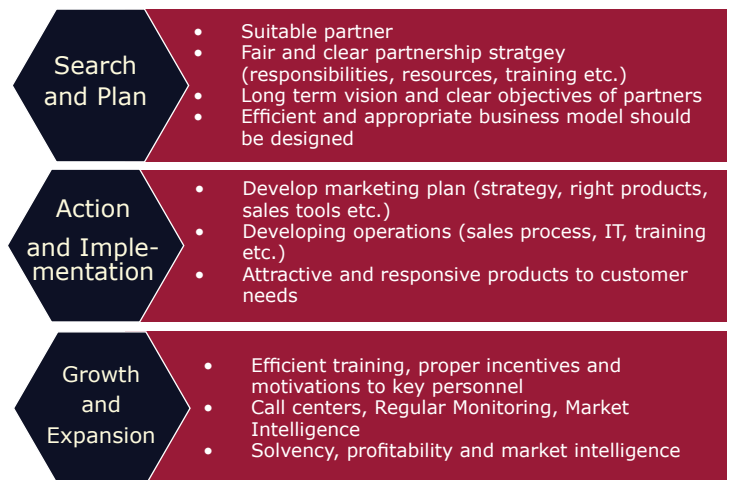 Search
and Plan
• Suitable partner
• Fair and clear partnership stratgey
(responsibilities, resources, training etc.)
• Long term vision and clear objectives of partners
• Efficient and appropriate business model should
be designed
Action
and Imple-
mentation
• Develop marketing plan (strategy, right products,
sales tools etc.)
• Developing operations (sales process, IT, training
etc.)
• Attractive and responsive products to customer
needs
Growth
and
Expansion
• Efficient training, proper incentives and
motivations to key personnel
• Call centers, Regular Monitoring, Market
Intelligence
• Solvency, profitability and market intelligence